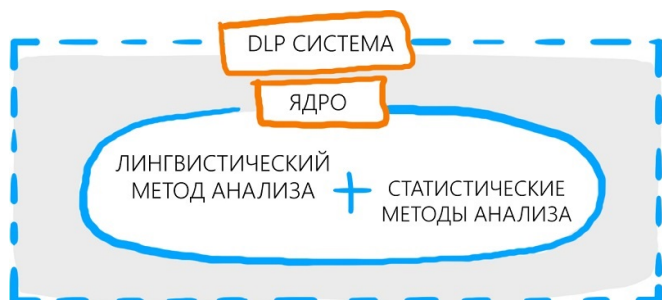 DLP СИСТЕМА
ЯДРО
ЛИНГВИСТИЧЕСКИЙ
МЕТОД АНАЛИЗА
+
СТАТИСТИЧЕСКИЕ
МЕТОДЫ АНАЛИЗА